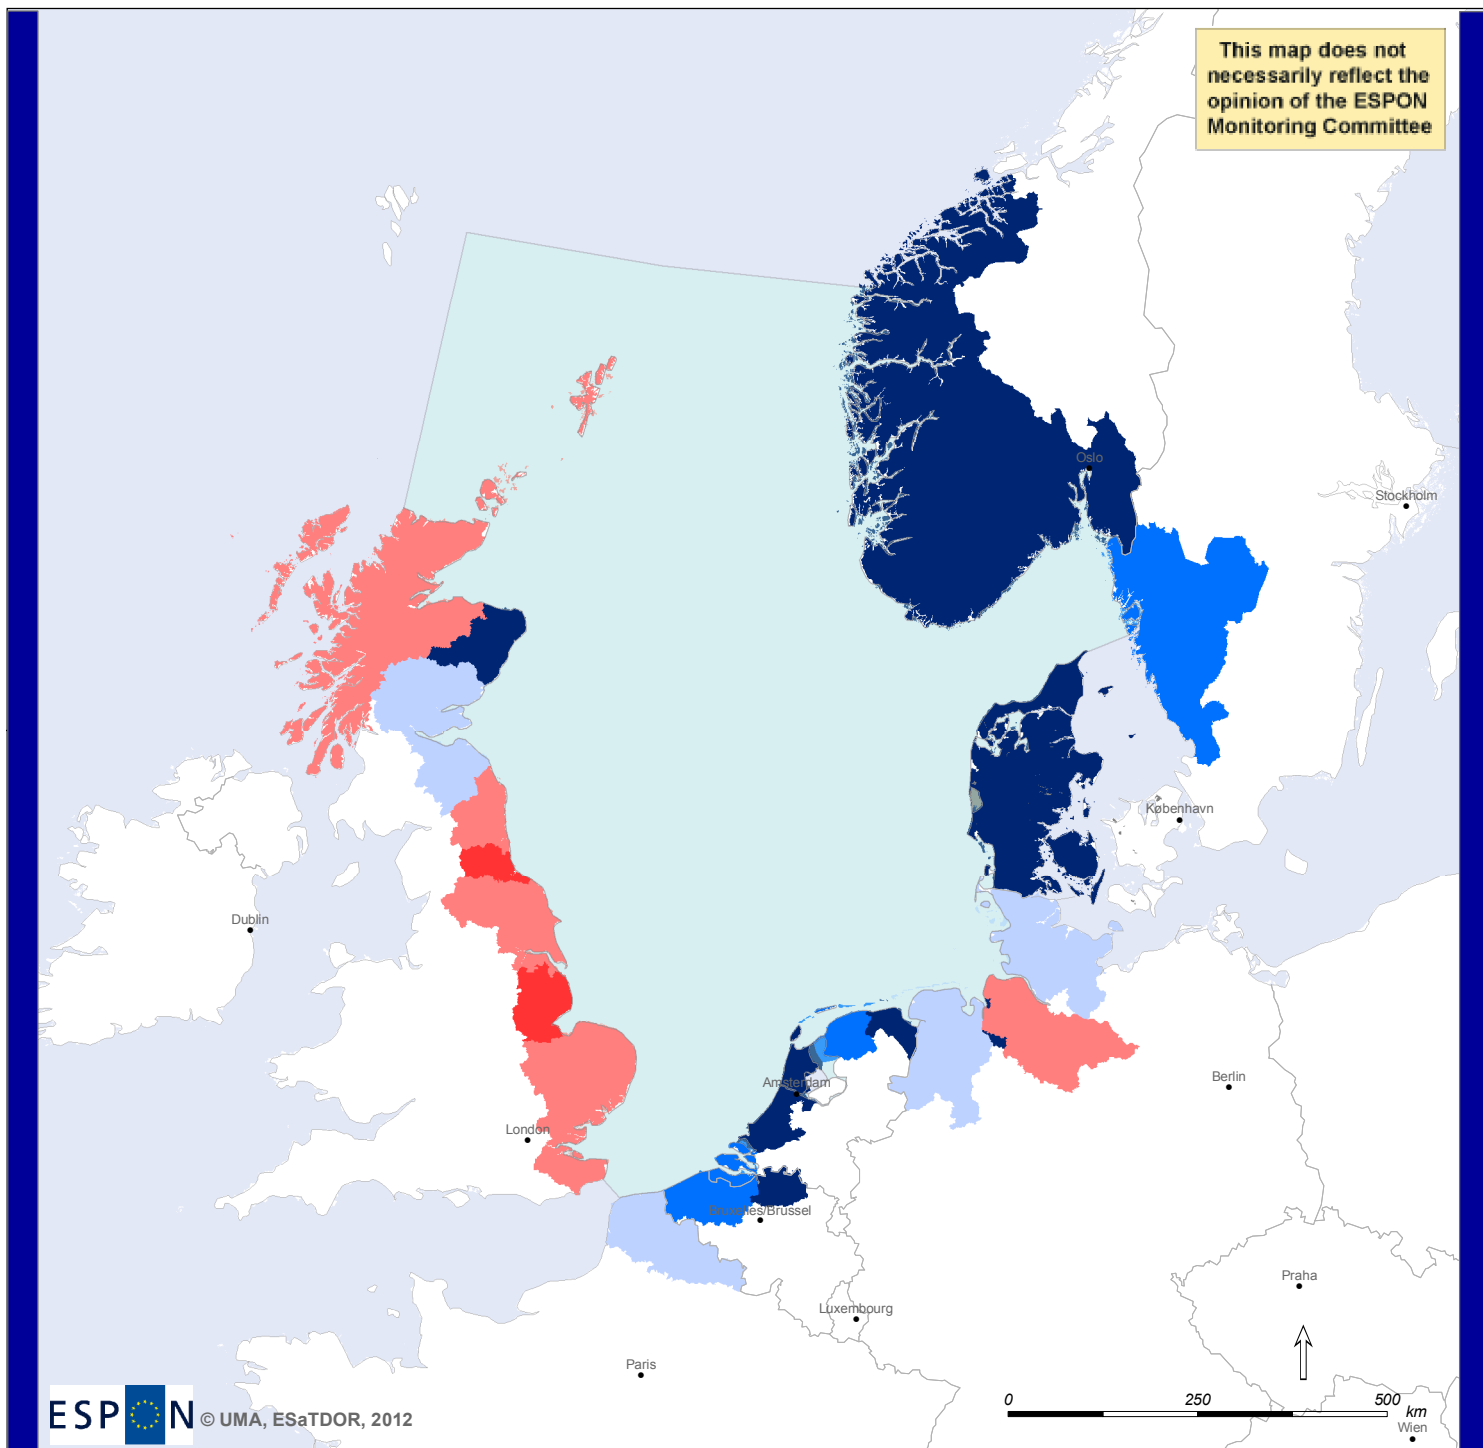 This map does not
necessarily reflect the
opinion of the ESPON
Monitoring Committee
Oslo
Stockholm
København
Dublin
Amsterdam
Berlin
London
Bruxelles/Brussel
Praha
Luxembourg
Paris
0 250 500
km
Wien
ESPON © UMA, ESaTDOR, 2012